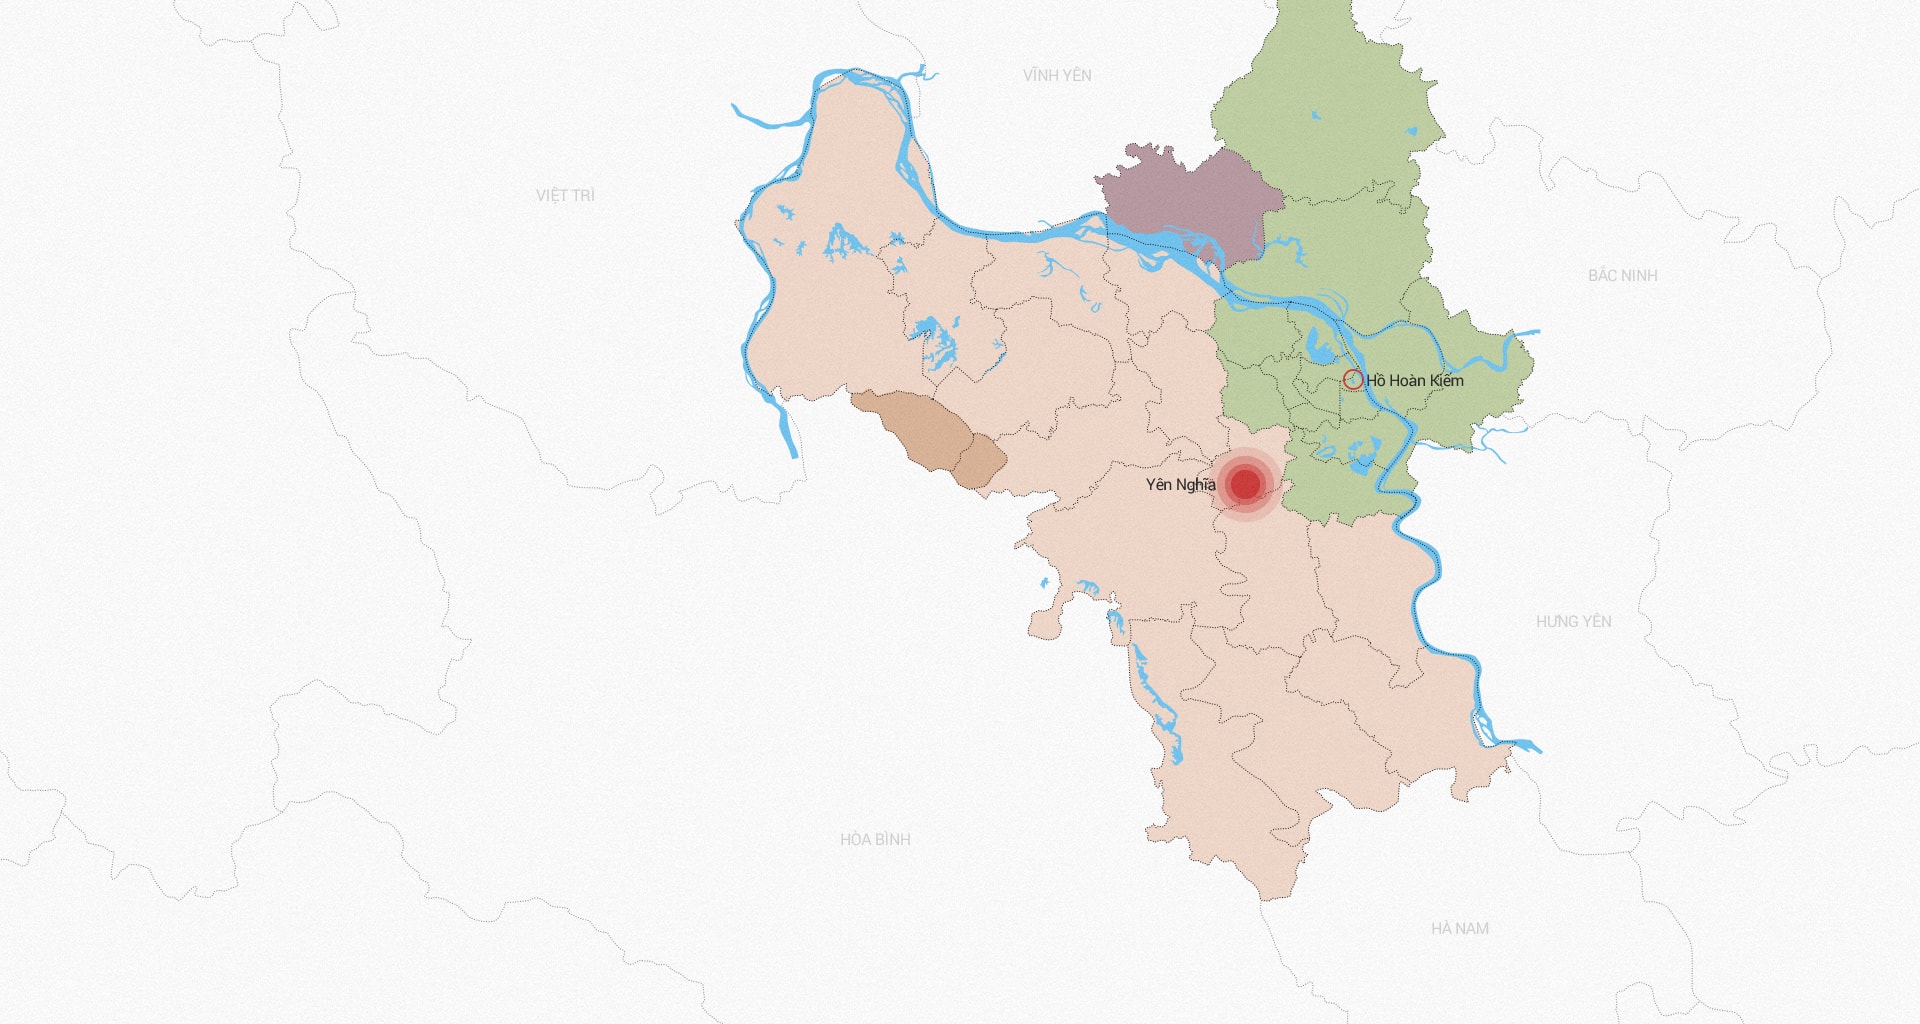 VĨNH YÊN
VIỆT TRÌ
BẮC NINH
Hồ Hoàn Kiếm
Yên Nghĩa
HƯNG YÊN
HÒA BÌNH
HÀ NAM